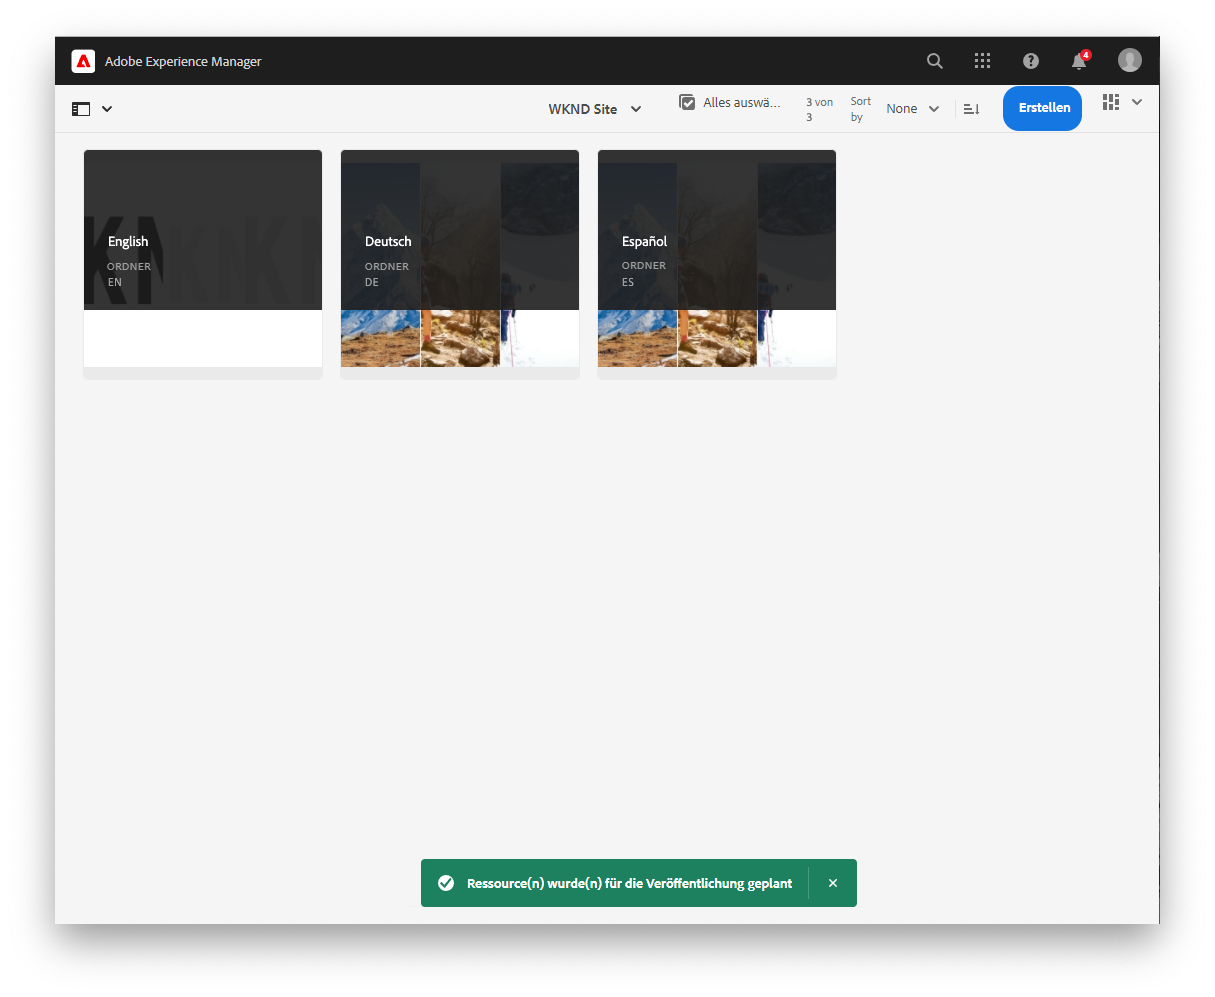 Adobe Experience Manager
4
WKND Site
Alles auswä...
3 von
3
Sort
by
None
Erstellen
English
ORDNER
EN
Deutsch
ORDNER
DE
Español
ORDNER
ES
Ressource(n) wurde(n) für die Veröffentlichung geplant